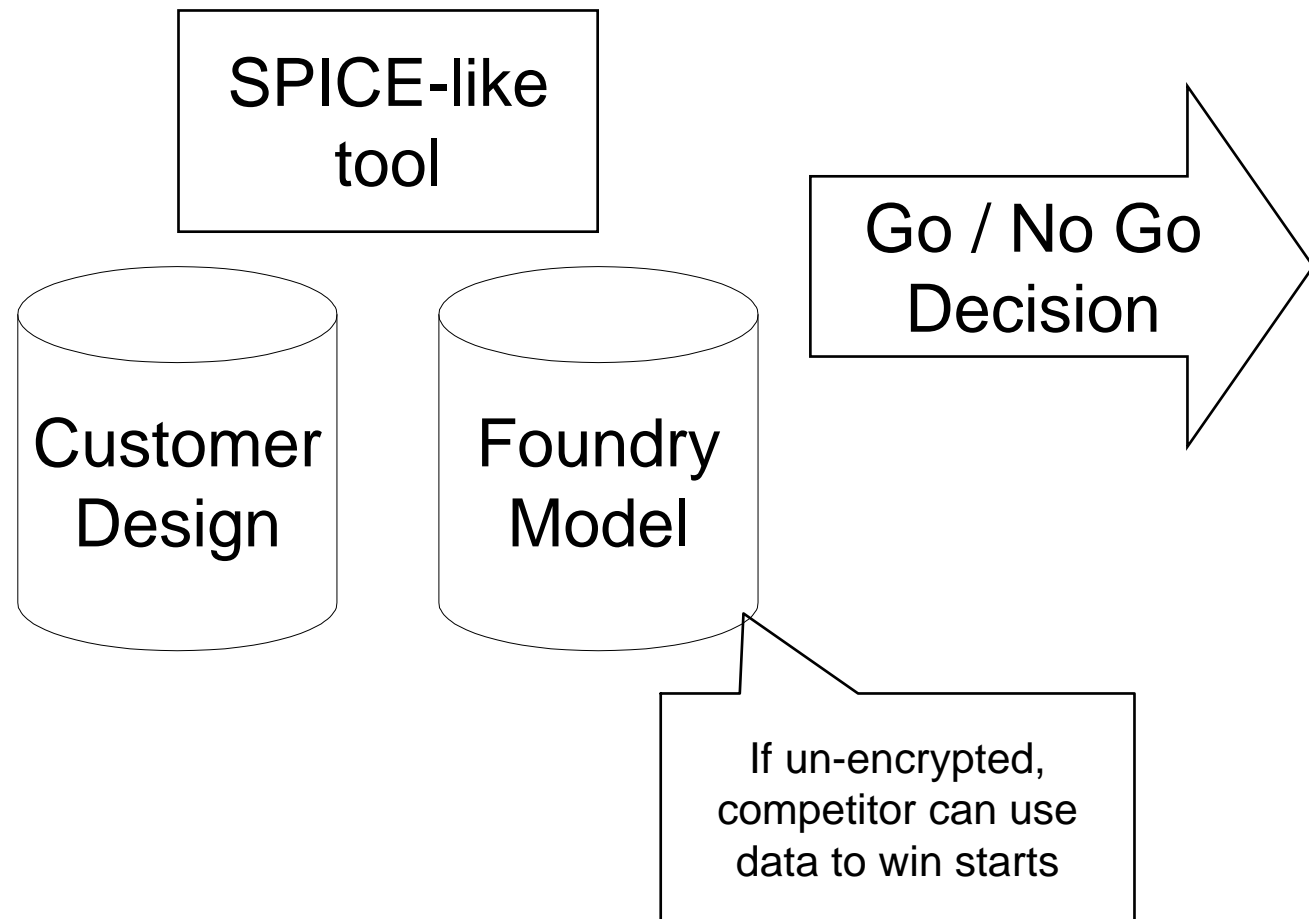 SPICE-like
tool
Go / No Go
Decision
Customer
Design
Foundry
Model
If un-encrypted,
competitor can use
data to win starts